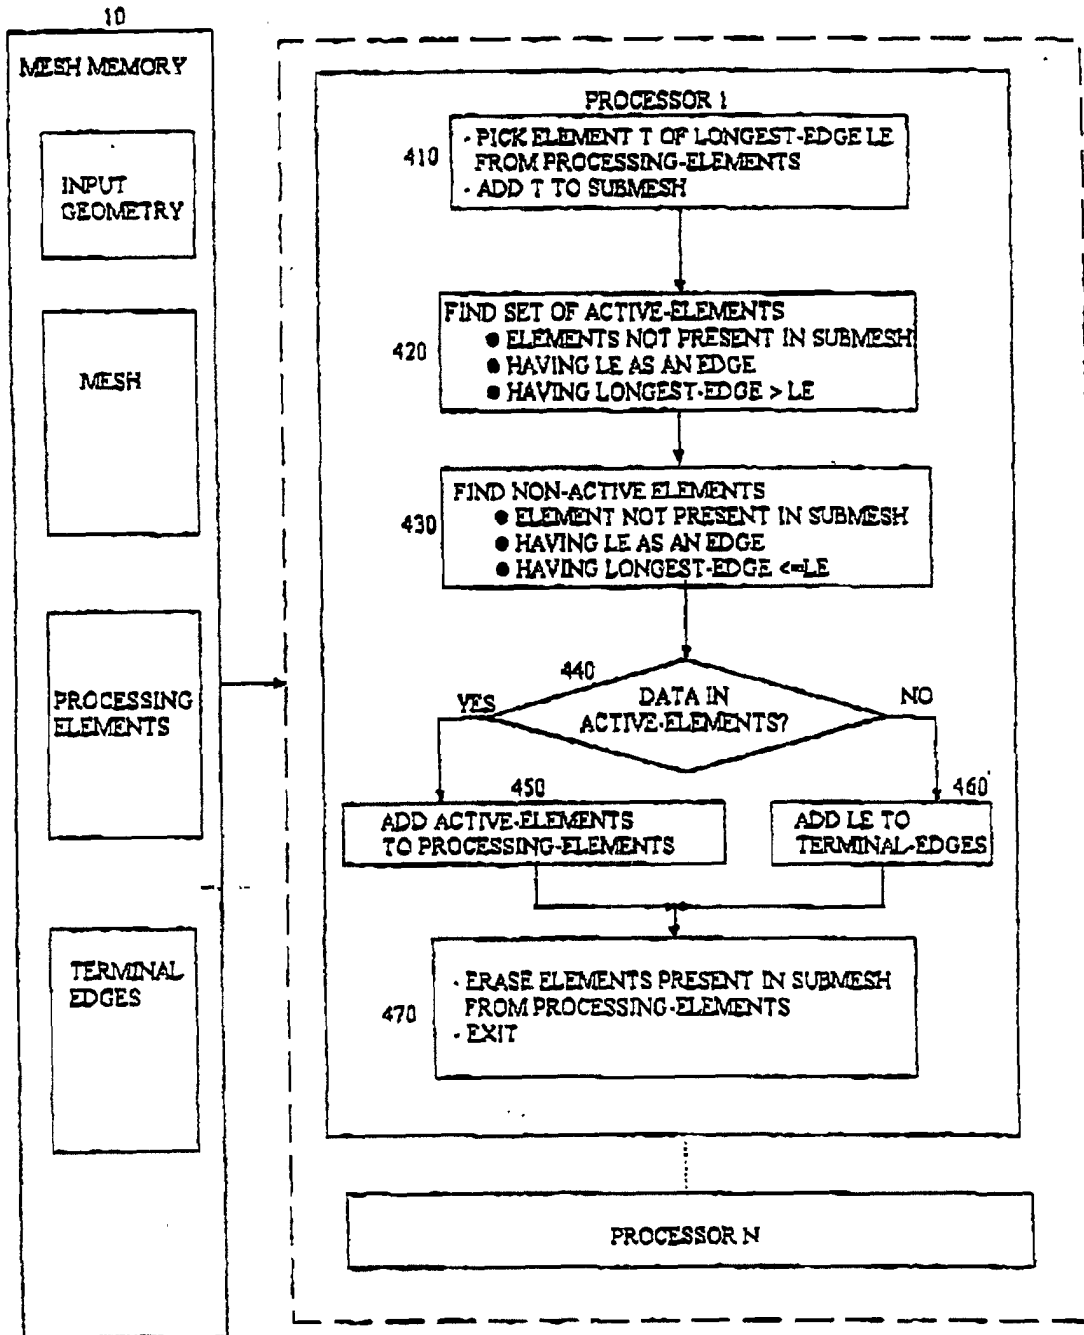 10
MESH MEMORY
INPUT
GEOMETRY
MESH
PROCESSING
ELEMENTS
TERMINAL
EDGES
PROCESSOR 1
410
- PICK ELEMENT T OF LONGEST-EDGE LE
FROM PROCESSING-ELEMENTS
- ADD T TO SUBMESH
420
FIND SET OF ACTIVE-ELEMENTS
● ELEMENTS NOT PRESENT IN SUBMESH
● HAVING LE AS AN EDGE
● HAVING LONGEST-EDGE > LE
430
FIND NON-ACTIVE ELEMENTS
● ELEMENT NOT PRESENT IN SUBMESH
● HAVING LE AS AN EDGE
● HAVING LONGEST-EDGE <=LE
440
YES
DATA IN
ACTIVE-ELEMENTS?
NO
450
ADD ACTIVE-ELEMENTS
TO PROCESSING-ELEMENTS
460
ADD LE TO
TERMINAL-EDGES
470
- ERASE ELEMENTS PRESENT IN SUBMESH
FROM PROCESSING-ELEMENTS
- EXIT
PROCESSOR N